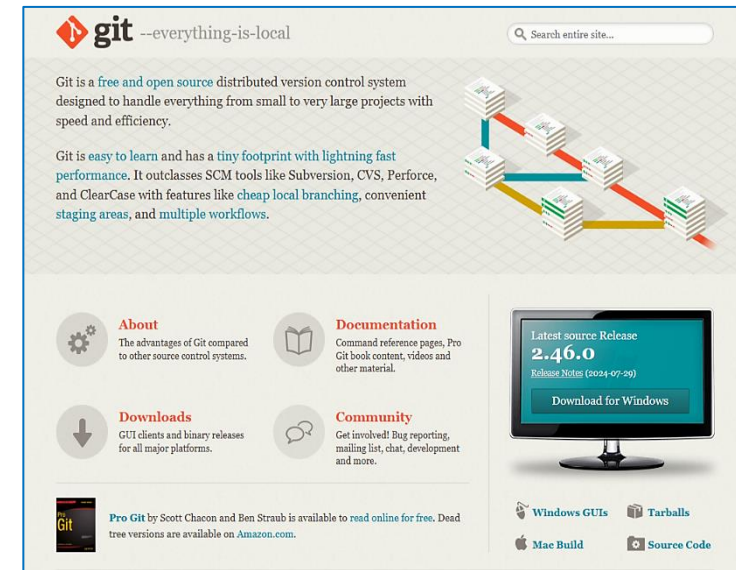 git --everything-is-local
Search entire site...
Git is a free and open source distributed version control system
designed to handle everything from small to very large projects with
speed and efficiency.
Git is easy to learn and has a tiny footprint with lightning fast
performance. It outclasses SCM tools like Subversion, CVS, Perforce,
and ClearCase with features like cheap local branching, convenient
staging areas, and multiple workflows.
About
The advantages of Git compared
to other source control systems.
Documentation
Command reference pages, Pro
Git book content, videos and
other material.
Downloads
GUI clients and binary releases
for all major platforms.
Community
Get involved! Bug reporting,
mailing list, chat, development
and more.
Latest source Release
2.46.0
Release Notes (2024-07-29)
Download for Windows
Pro
Git
Pro Git by Scott Chacon and Ben Straub is available to read online for free. Dead
tree versions are available on Amazon.com.
Windows GUIs
Tarballs
Mac Build
Source Code